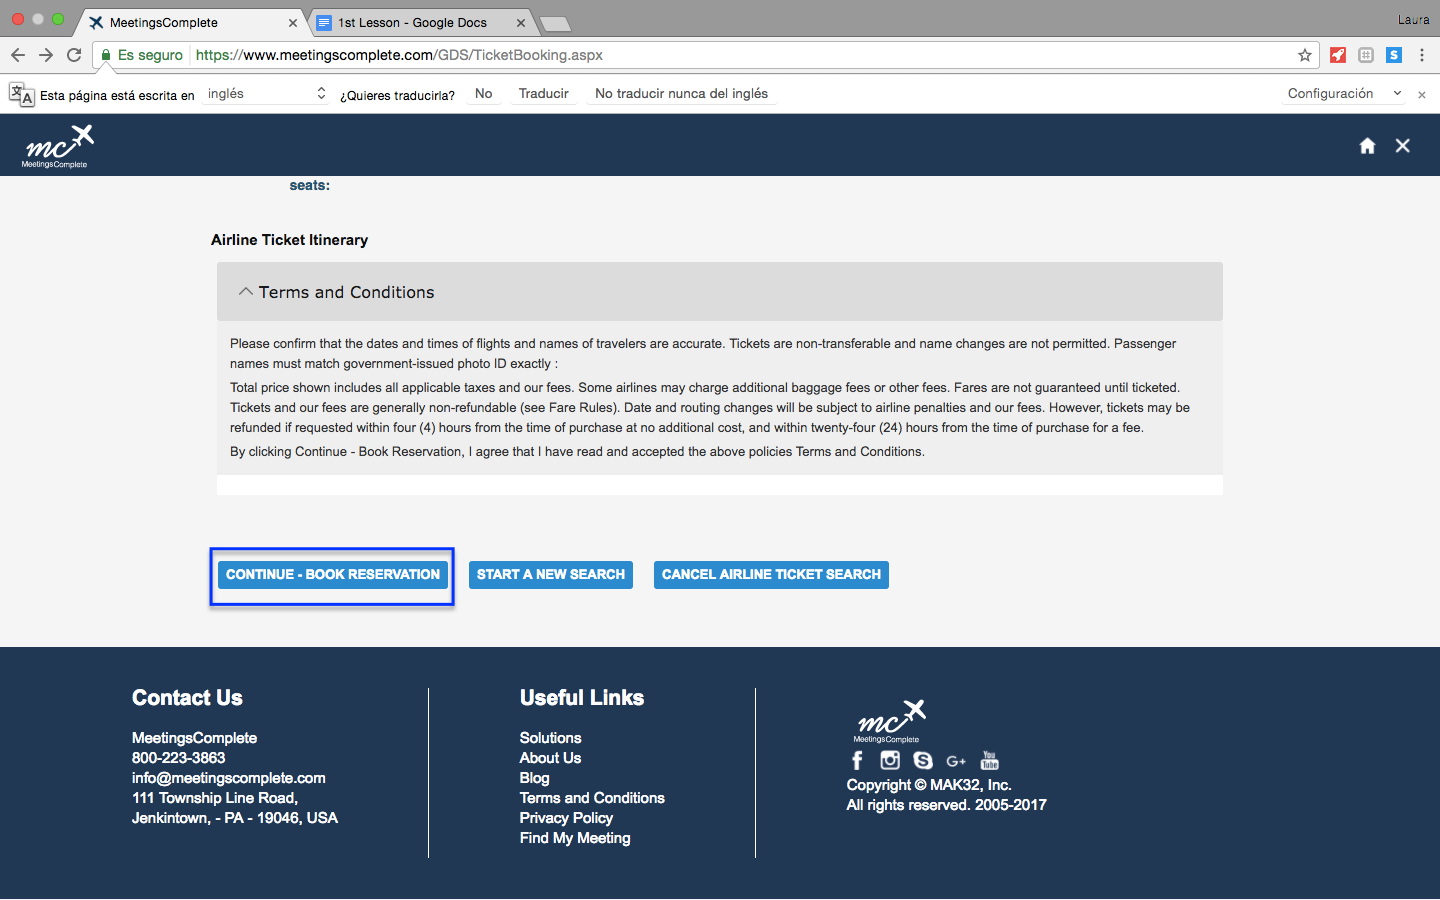 MeetingsComplete
1st Lesson - Google Docs
Laura
Es seguro
https://www.meetingscomplete.com/GDS/TicketBooking.aspx
Esta página está escrita en
inglés
¿Quieres traducirla?
No
Traducir
No traducir nunca del inglés
Configuración
mc
MeetingsComplete
seats:
Airline Ticket Itinerary
Terms and Conditions
Please confirm that the dates and times of flights and names of travelers are accurate. Tickets are non-transferable and name changes are not permitted. Passenger
names must match government-issued photo ID exactly :
Total price shown includes all applicable taxes and our fees. Some airlines may charge additional baggage fees or other fees. Fares are not guaranteed until ticketed.
Tickets and our fees are generally non-refundable (see Fare Rules). Date and routing changes will be subject to airline penalties and our fees. However, tickets may be
refunded if requested within four (4) hours from the time of purchase at no additional cost, and within twenty-four (24) hours from the time of purchase for a fee.
By clicking Continue - Book Reservation, I agree that I have read and accepted the above policies Terms and Conditions.
CONTINUE - BOOK RESERVATION
START A NEW SEARCH
CANCEL AIRLINE TICKET SEARCH
Contact Us
MeetingsComplete
800-223-3863
info@meetingscomplete.com
111 Township Line Road,
Jenkintown, - PA - 19046, USA
Useful Links
Solutions
About Us
Blog
Terms and Conditions
Privacy Policy
Find My Meeting
mc
MeetingsComplete
f
S
G+
You
Tube
Copyright © MAK32, Inc.
All rights reserved. 2005-2017